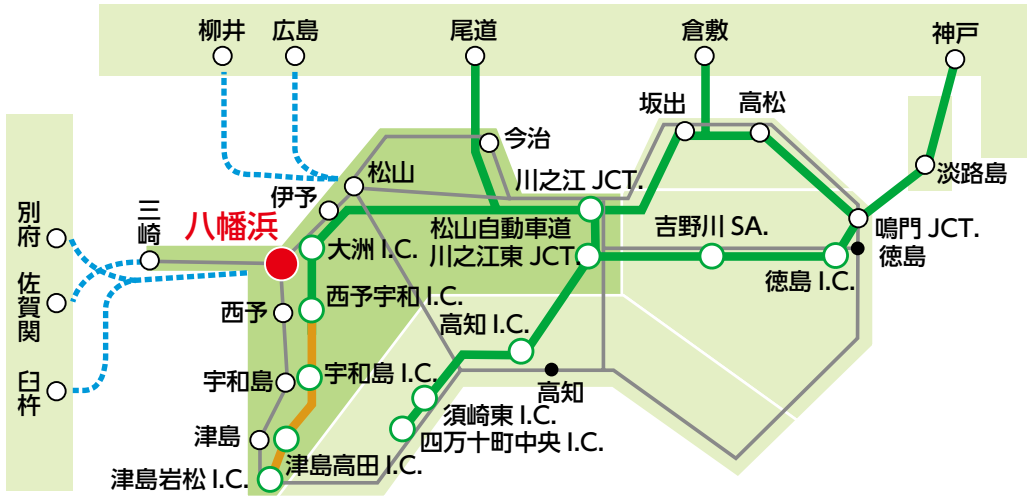 柳井
広島
尾道
倉敷
神戸
坂出
高松
今治
松山
川之江 JCT.
淡路島
伊予
別府
三崎
八幡浜
大洲 I.C.
松山自動車道
川之江東 JCT.
吉野川 SA.
鳴門 JCT.
徳島
徳島 I.C.
佐賀関
西予
西予宇和 I.C.
高知 I.C.
臼杵
宇和島
宇和島 I.C.
高知
須崎東 I.C.
四万十町中央 I.C.
津島
津島高田 I.C.
津島岩松 I.C.